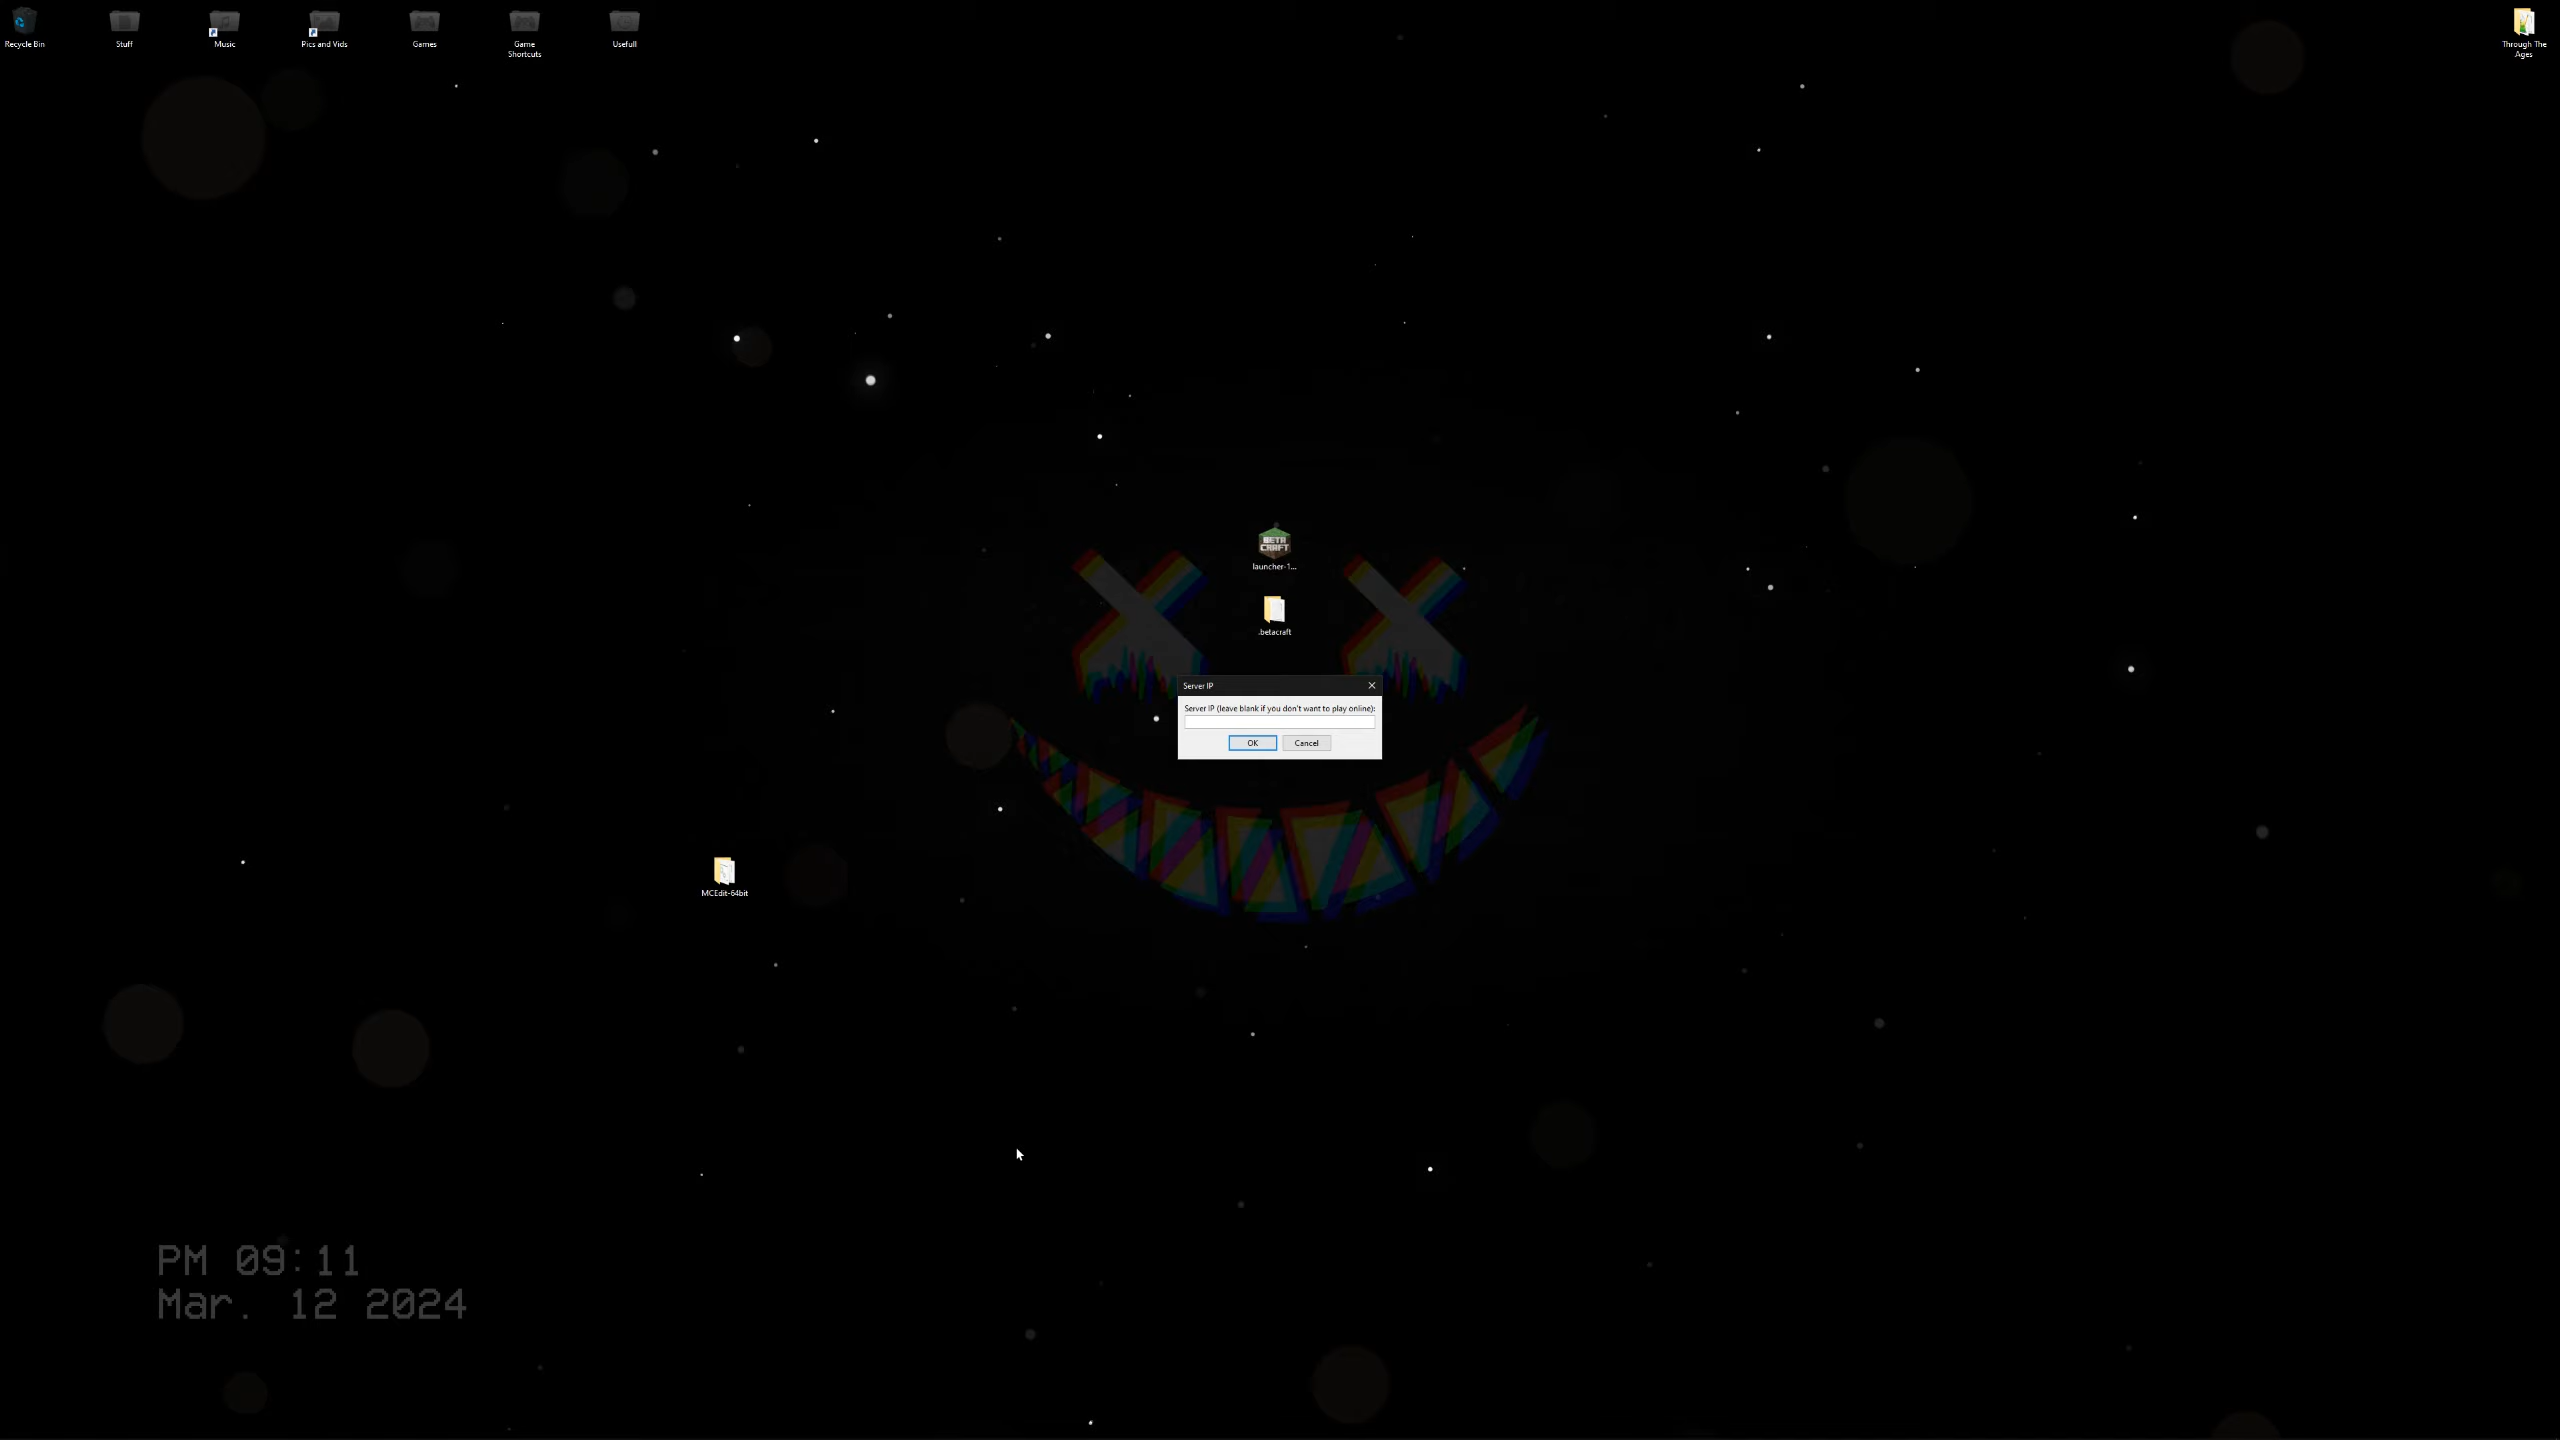 Recycle Bin
Stuff
Music
Pics and Vids
Games
Game
Shortcuts
Usefull
Through The
Ages
BETA
CRAFT
launcher-1...
.betacraft
Server IP
Server IP (leave blank if you don't want to play online):
OK
Cancel
MCEdit-64bit
PM 09:11
Mar. 12 2024